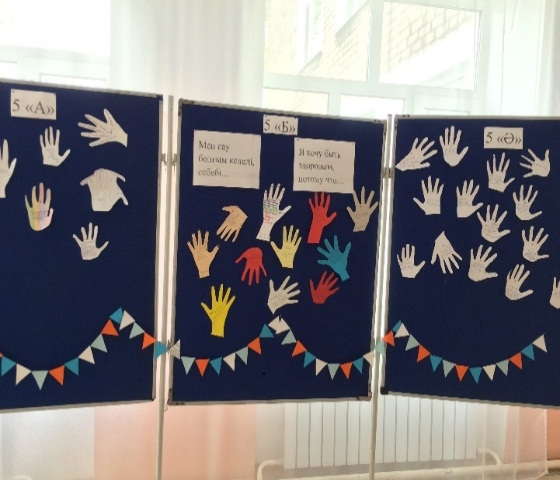 5 «А»
5 «Б»
5 «Ә»
Мен сау
болғым келеді,
себебі...
Я хочу быть
здоровым,
потому что...